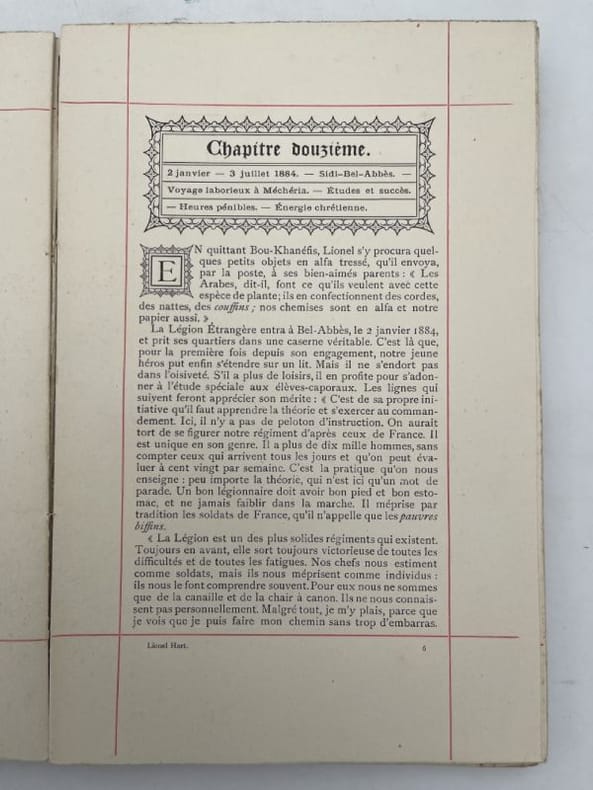 Chapitre douzième.
2 janvier — 3 juillet 1884. — Sidi-Bel-Abbès. —
Voyage laborieux à Méchéria. — Études et succès.
— Heures pénibles. — Énergie chrétienne.
EN quittant Bou-Khanéfis, Lionel s'y procura quel-
ques petits objets en alfa tressé, qu'il envoya,
par la poste, à ses bien-aimés parents : « Les
Arabes, dit-il, font ce qu'ils veulent avec cette
espèce de plante; ils en confectionnent des cordes,
des nattes, des couffins; nos chemises sont en alfa et notre
papier aussi. »
La Légion Étrangère entra à Bel-Abbès, le 2 janvier 1884,
et prit ses quartiers dans une caserne véritable. C'est là que,
pour la première fois depuis son engagement, notre jeune
héros put enfin s'étendre sur un lit. Mais il ne s'endort pas
dans l'oisiveté. S'il a plus de loisirs, il en profite pour s'adon-
ner à l'étude spéciale aux élèves-caporaux. Les lignes qui
suivent feront apprécier son mérite : « C'est de sa propre ini-
tiative qu'il faut apprendre la théorie et s'exercer au comman-
dement. Ici, il n'y a pas de peloton d'instruction. On aurait
tort de se figurer notre régiment d'après ceux de France. Il
est unique en son genre. Il a plus de dix mille hommes, sans
compter ceux qui arrivent tous les jours et qu'on peut éva-
luer à cent vingt par semaine. C'est la pratique qu'on nous
enseigne : peu importe la théorie, qui n'est ici qu'un mot de
parade. Un bon légionnaire doit avoir bon pied et bon esto-
mac, et ne jamais faiblir dans la marche. Il méprise par
tradition les soldats de France, qu'il n'appelle que les pauvres
biffins.
« La Légion est un des plus solides régiments qui existent.
Toujours en avant, elle sort toujours victorieuse de toutes les
difficultés et de toutes les fatigues. Nos chefs nous estiment
comme soldats, mais ils nous méprisent comme individus :
ils nous le font comprendre souvent. Pour eux nous ne sommes
que de la canaille et de la chair à canon. Ils ne nous connais-
sent pas personnellement. Malgré tout, je m'y plais, parce que
je vois que je puis faire mon chemin sans trop d'embarras.
Lionel Hart. 6